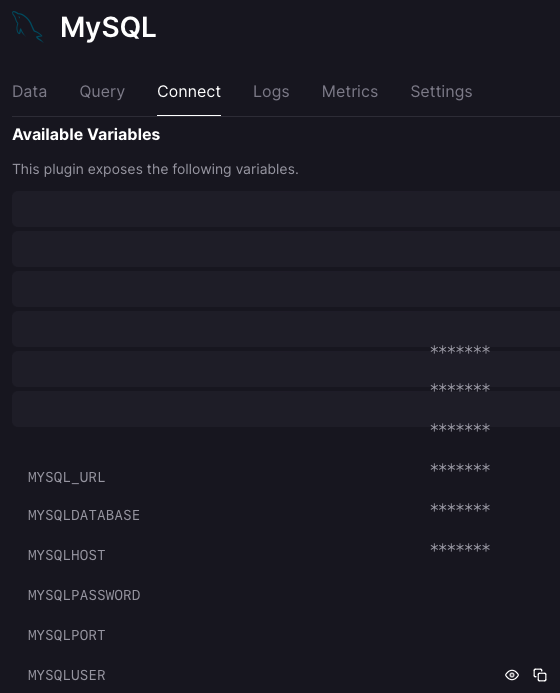 MySQL
Data Query Connect Logs Metrics Settings
Available Variables
This plugin exposes the following variables.
*******
*******
*******
*******
MYSQL_URL
*******
MYSQLDATABASE
*******
MYSQLHOST
MYSQLPASSWORD
MYSQLPORT
MYSQLUSER